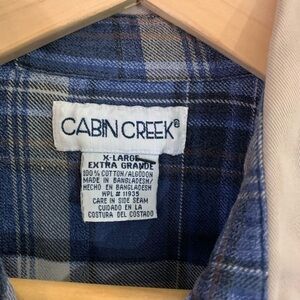 CABIN CREEK®
X-LARGE
EXTRA GRANDE
100% COTTON/ALGODON
MADE IN BANGLADESH/
HECHO EN BANGLADESH
WPL # 11935
CARE IN SIDE SEAM
CUIDADO EN LA
COSTURA DEL COSTADO